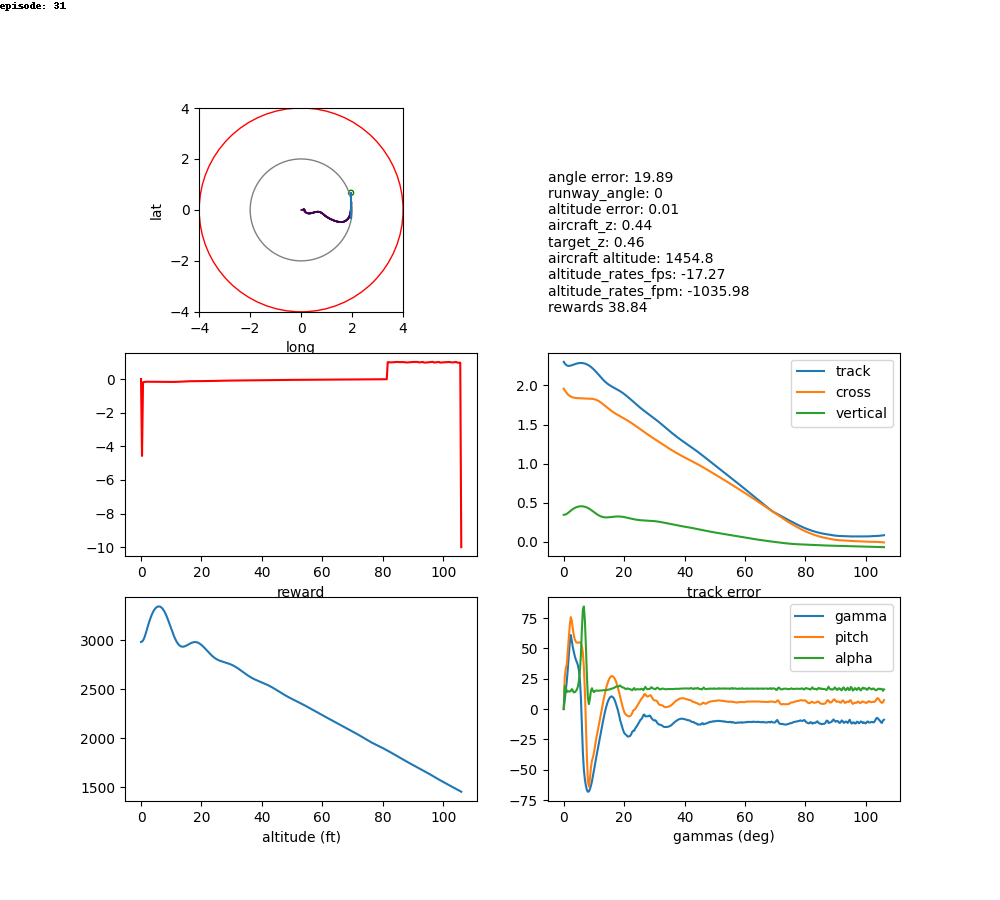 episode: 31
4
2
0
−2
−4
lat
−4 −2 0 2 4
long
angle error: 19.89
runway_angle: 0
altitude error: 0.01
aircraft_z: 0.44
target_z: 0.46
aircraft altitude: 1454.8
altitude_rates_fps: -17.27
altitude_rates_fpm: -1035.98
rewards 38.84
0
−2
−4
−6
−8
−10
0 20 40 60 80 100
reward
2.0
1.5
1.0
0.5
0.0
track
cross
vertical
0 20 40 60 80 100
track error
3000
2500
2000
1500
0 20 40 60 80 100
altitude (ft)
75
50
25
0
−25
−50
−75
gamma
pitch
alpha
0 20 40 60 80 100
gammas (deg)